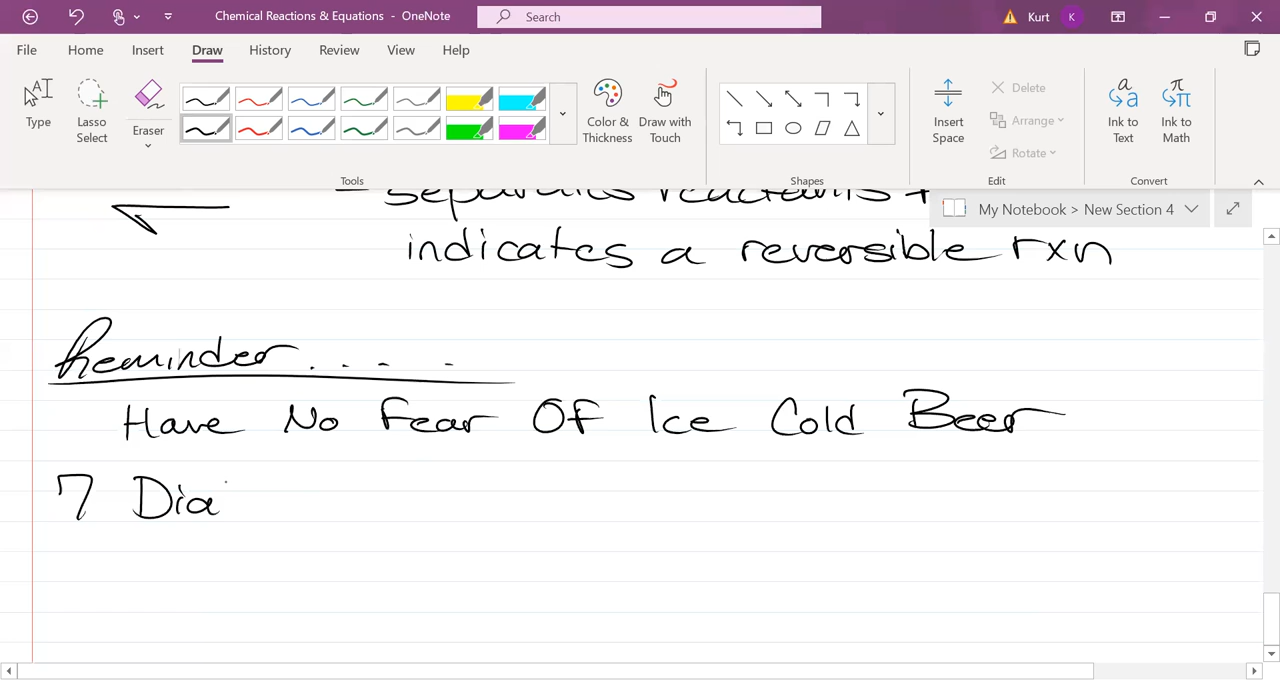 Chemical Reactions & Equations - OneNote
Search
Kurt
K
File Home Insert Draw History Review View Help
Type
Lasso Select
Eraser
Color & Thickness
Draw with Touch
Tools
Shapes
Insert Space
Delete
Arrange
Rotate
Edit
Ink to Text
Ink to Math
Convert
My Notebook > New Section 4
- separates reactants
indicates a reversible rxn
Reminder.....
Have No Fear Of Ice Cold Beer
7 Dia